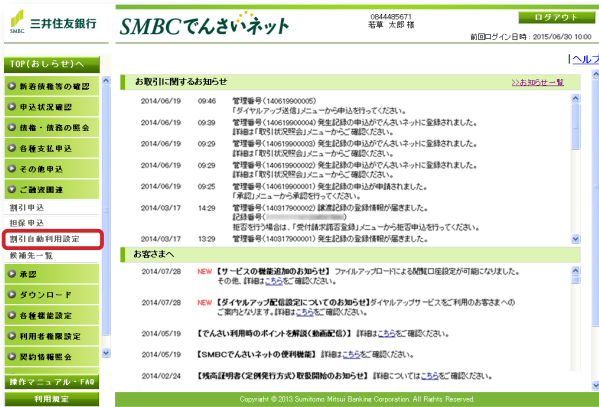 SMBC 三井住友銀行
SMBCでんさいネット
0844485671
若草 太郎 様
ログアウト
前回ログイン日時：2015/06/30 10:00
ヘルプ
TOP(おしらせ)へ
新着債権等の確認
申込状況確認
債権・債務の照会
各種支払申込
その他申込
ご融資関連
割引申込
担保申込
割引自動利用設定
候補先一覧
承認
ダウンロード
各種機能設定
利用者権限設定
契約情報照会
操作マニュアル・FAQ
利用規定
お取引に関するお知らせ
>>お知らせ一覧
2014/06/19 09:46 管理番号(140619900005)
「ダイヤルアップ送信」メニューから申込を行ってください。
2014/06/19 09:39 管理番号(140619900004) 発生記録の申込がでんさいネットに登録されました。
詳細は「取引状況照会」メニューからご確認ください。
2014/06/19 09:29 管理番号(140619900003) 発生記録の申込がでんさいネットに登録されました。
詳細は「取引状況照会」メニューからご確認ください。
2014/06/19 09:29 管理番号(140619900002) 発生記録の申込がでんさいネットに登録されました。
詳細は「取引状況照会」メニューからご確認ください。
2014/06/19 09:25 管理番号(140619900001) 発生記録の申込が申請されました。
「承認」メニューから承認を行ってください。
2014/03/17 14:29 管理番号(140317900002) 譲渡記録の登録情報が届きました。
記録番号( )
拒否を行う場合は、「受付請求諾否登録」メニューから拒否申込を行ってください。
2014/03/17 13:29 管理番号(140317900001) 発生記録の登録情報が届きました。
お客さまへ
2014/07/28 NEW 【サービスの機能追加のお知らせ】 ファイルアップロードによる閲覧口座設定が可能になりました。
その他、詳細はこちらをご確認ください。
2014/07/28 NEW 【ダイヤルアップ配信設定についてのお知らせ】ダイヤルアップサービスをご利用のお客さまへの
ご案内となります。詳細はこちらをご確認ください。
2014/05/19 【でんさい利用時のポイントを解説(動画配信)】 詳細はこちらをご確認ください。
2014/05/19 【SMBCでんさいネットの便利機能】 詳細はこちらをご確認ください。
2014/02/24 【残高証明書(定例発行方式)取扱開始のお知らせ】 詳細についてはこちらをご確認ください。
Copyright © 2013 Sumitomo Mitsui Banking Corporation. All Rights Reserved.